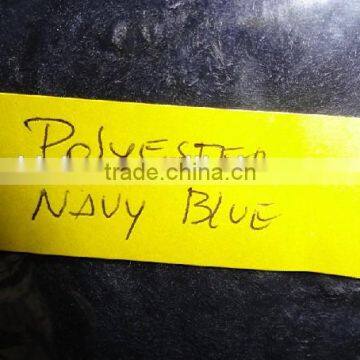 POLYESTER
trade.china.cn
NAVY BLUE